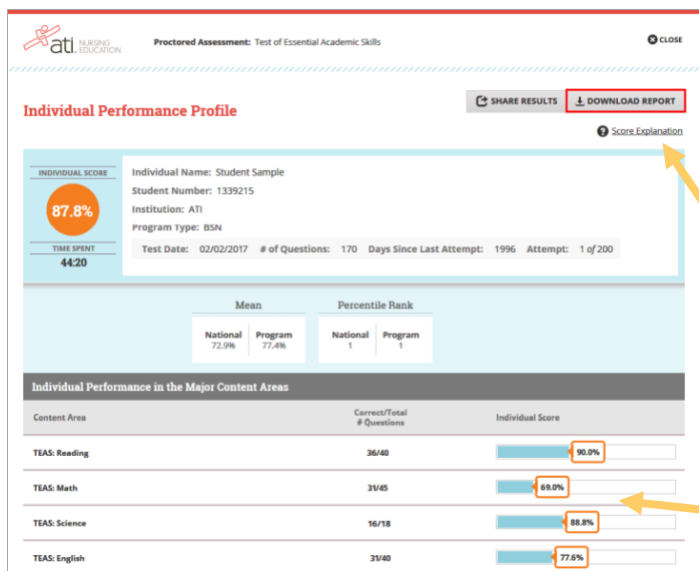 ati NURSING EDUCATION
Proctored Assessment: Test of Essential Academic Skills
CLOSE
Individual Performance Profile
SHARE RESULTS
DOWNLOAD REPORT
Score Explanation
INDIVIDUAL SCORE
87.8%
TIME SPENT
44:20
Individual Name: Student Sample
Student Number: 1339215
Institution: ATI
Program Type: BSN
Test Date: 02/02/2017 # of Questions: 170 Days Since Last Attempt: 1996 Attempt: 1 of 200
Mean Percentile Rank
National Program National Program
72.9% 77.4% 1 1
Individual Performance in the Major Content Areas
Content Area Correct/Total # Questions Individual Score
TEAS: Reading 36/40 90.0%
TEAS: Math 31/45 69.0%
TEAS: Science 16/18 88.8%
TEAS: English 31/40 77.6%